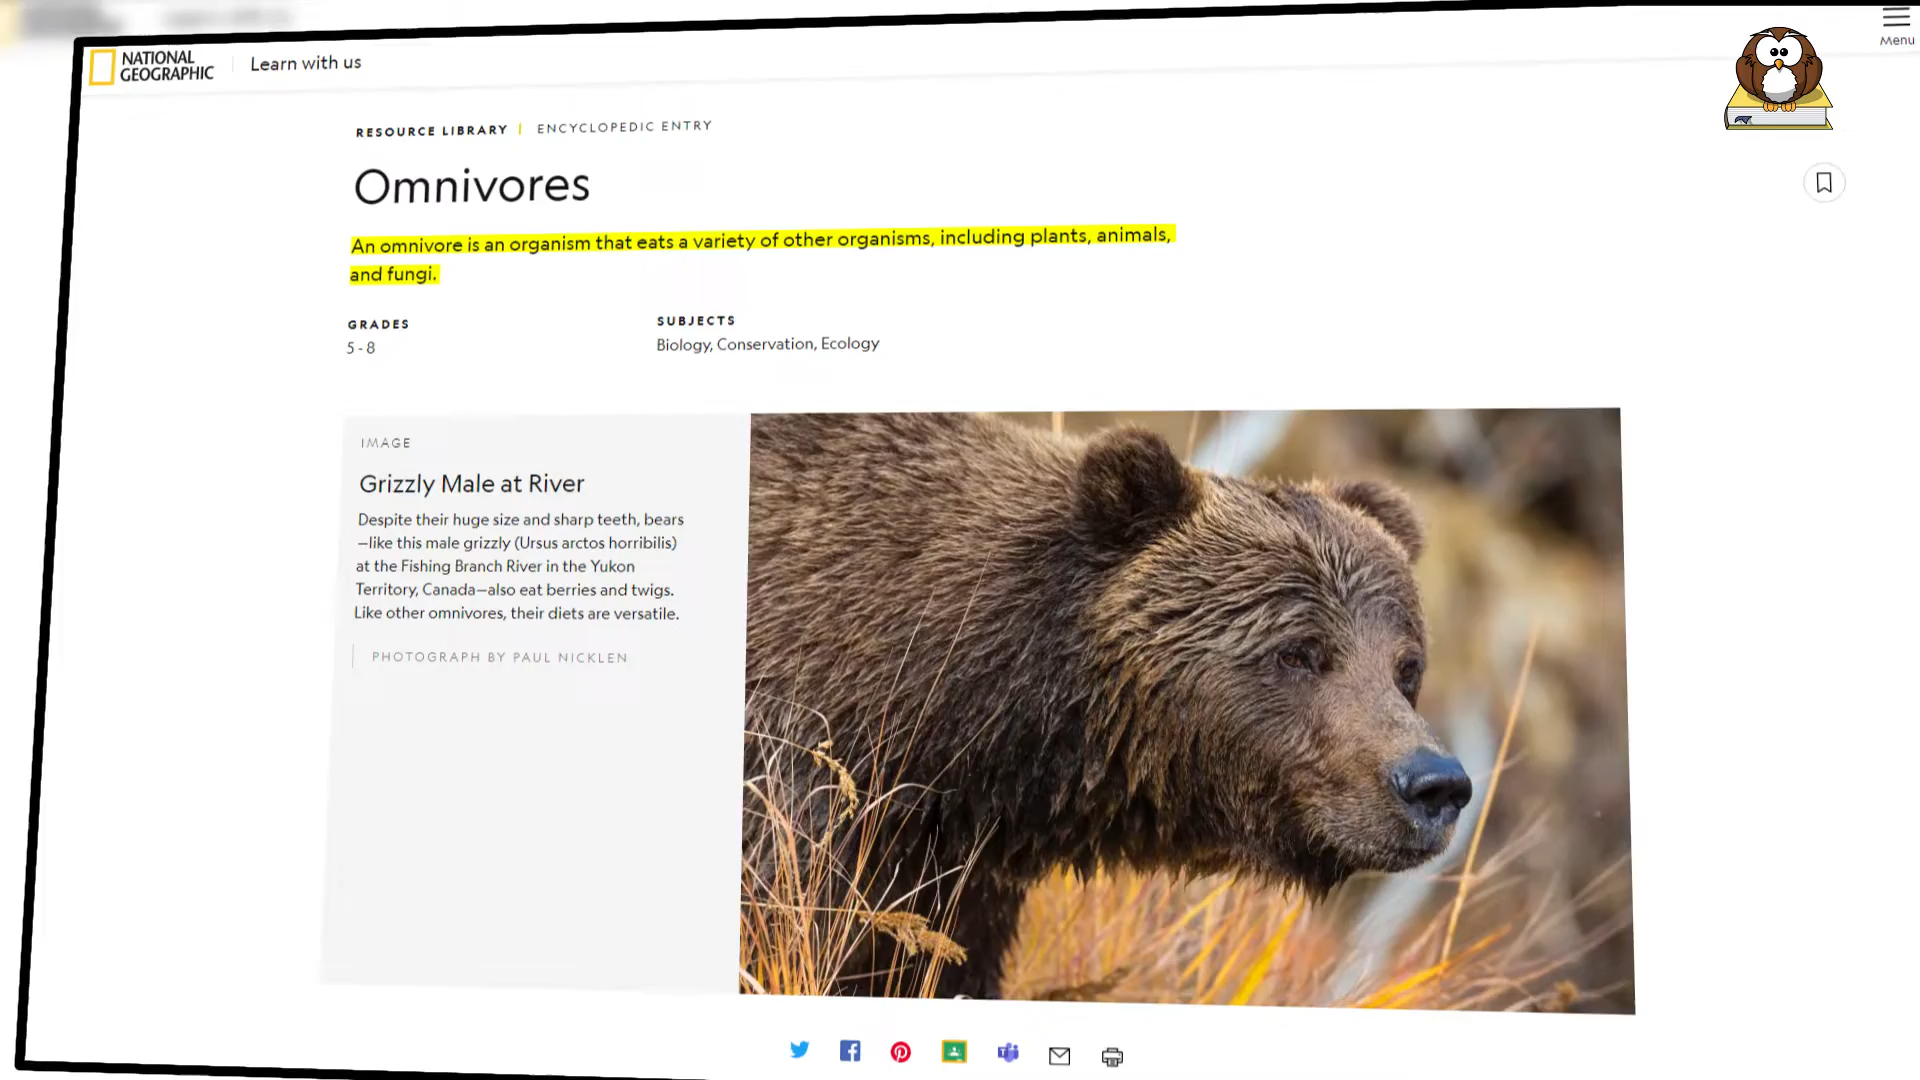 NATIONAL
GEOGRAPHIC
Learn with us
Menu
RESOURCE LIBRARY | ENCYCLOPEDIC ENTRY
Omnivores
An omnivore is an organism that eats a variety of other organisms, including plants, animals,
and fungi.
GRADES
5 - 8
SUBJECTS
Biology, Conservation, Ecology
IMAGE
Grizzly Male at River
Despite their huge size and sharp teeth, bears
—like this male grizzly (Ursus arctos horribilis)
at the Fishing Branch River in the Yukon
Territory, Canada—also eat berries and twigs.
Like other omnivores, their diets are versatile.
PHOTOGRAPH BY PAUL NICKLEN